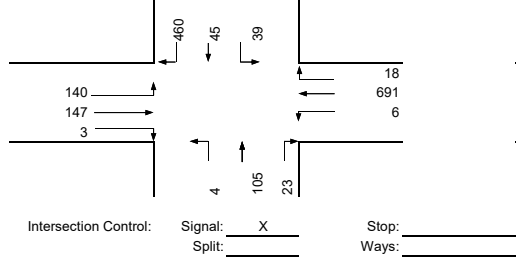 460 45 39
18
140 691
147 6
3
4 105 23
Intersection Control: Signal: X Stop:
Split: Ways: